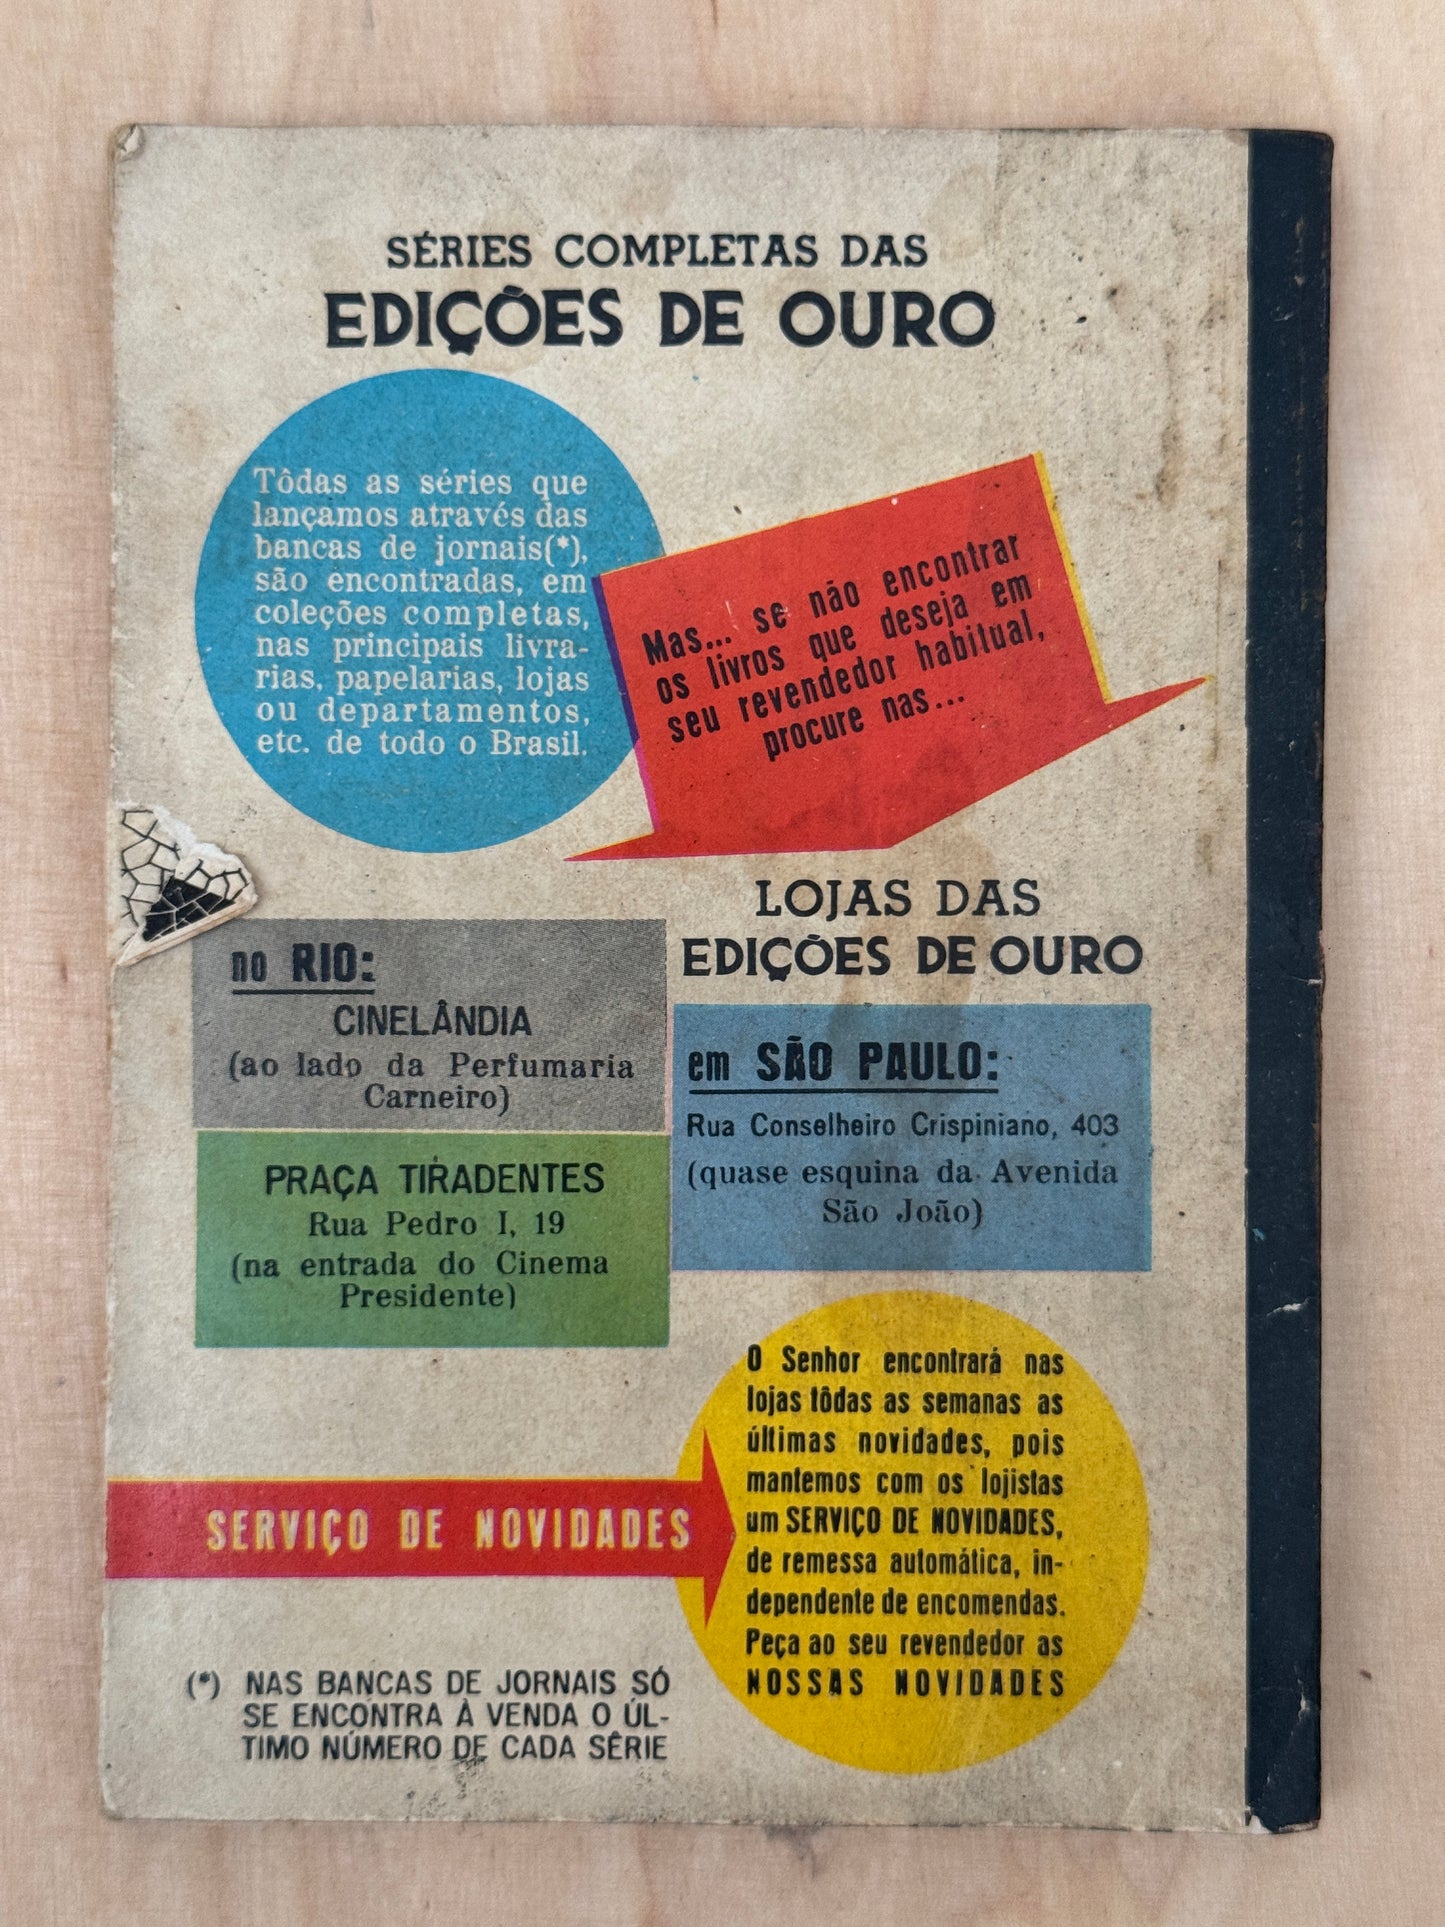 SÉRIES COMPLETAS DAS
EDIÇÕES DE OURO
Tôdas as séries que
lançamos através das
bancas de jornais(*),
são encontradas, em
coleções completas,
nas principais livra-
rias, papelarias, lojas
ou departamentos,
etc. de todo o Brasil.
Mas... se não encontrar
os livros que deseja em
seu revendedor habitual,
procure nas...
LOJAS DAS
EDIÇÕES DE OURO
no RIO:
CINELÂNDIA
(ao lado da Perfumaria
Carneiro)
PRAÇA TIRADENTES
Rua Pedro I, 19
(na entrada do Cinema
Presidente)
em SÃO PAULO:
Rua Conselheiro Crispiniano, 403
(quase esquina da Avenida
São João)
SERVIÇO DE NOVIDADES
O Senhor encontrará nas
lojas tôdas as semanas as
últimas novidades, pois
mantemos com os lojistas
um SERVIÇO DE NOVIDADES,
de remessa automática, in-
dependente de encomendas.
Peça ao seu revendedor as
NOSSAS NOVIDADES
(*) NAS BANCAS DE JORNAIS SÓ
SE ENCONTRA À VENDA O ÚL-
TIMO NÚMERO DE CADA SÊRIE